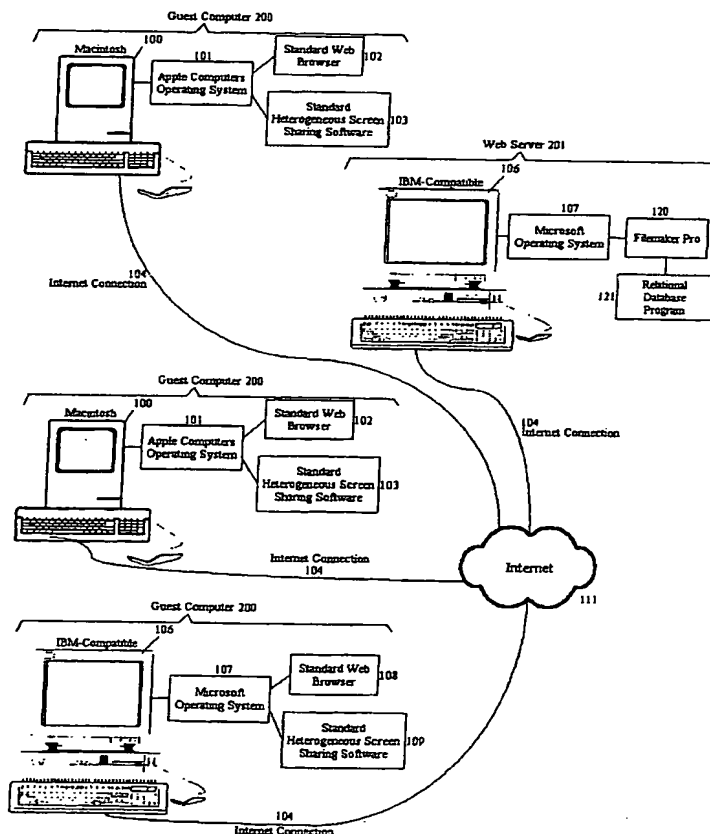 Guest Computer 200
Macintosh
100
101
Apple Computers
Operating System
Standard Web
Browser
102
Standard
Heterogeneous Screen
Sharing Software
103
Web Server 201
IBM-Compatible
106
107
Microsoft
Operating System
120
Filemaker Pro
121
Relational
Database
Program
104
Internet Connection
Guest Computer 200
Macintosh
100
101
Apple Computers
Operating System
Standard Web
Browser
102
Standard
Heterogeneous Screen
Sharing Software
103
104
Internet Connection
Internet Connection
104
Internet
111
Guest Computer 200
IBM-Compatible
106
107
Microsoft
Operating System
Standard Web
Browser
108
Standard
Heterogeneous Screen
Sharing Software
109
104
Internet Connection